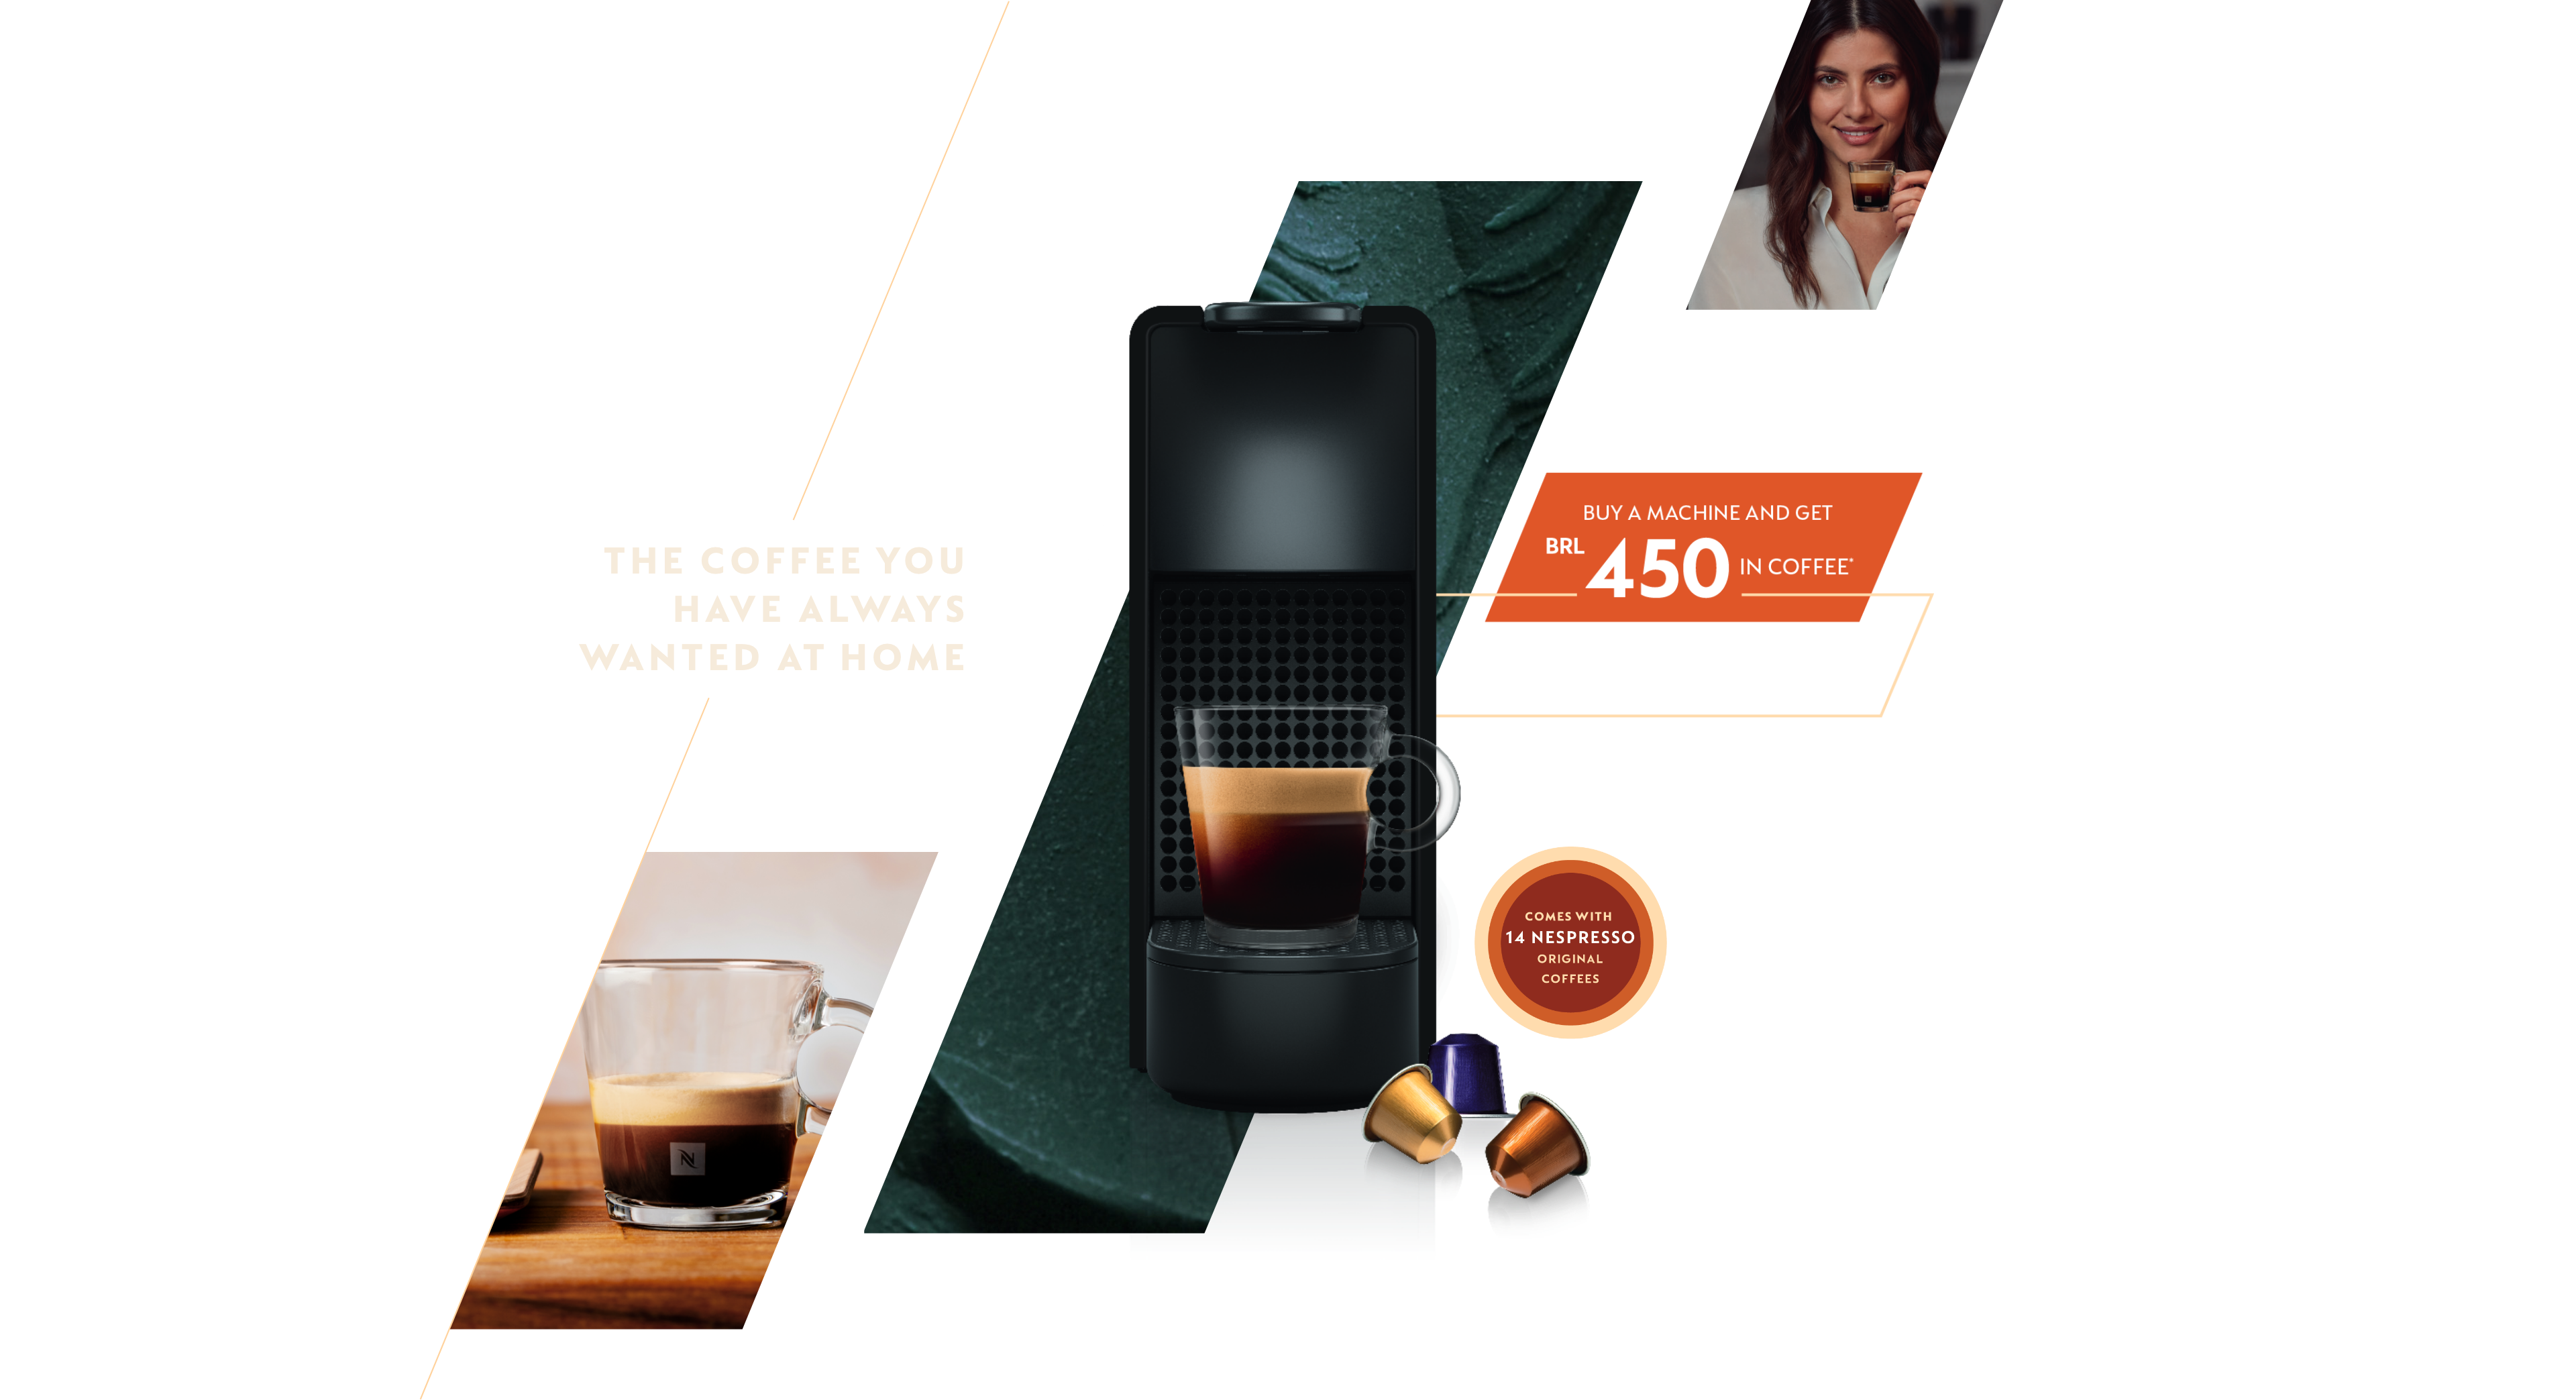 THE COFFEE YOU
HAVE ALWAYS
WANTED AT HOME
BUY A MACHINE AND GET
BRL 450 IN COFFEE*
COMES WITH
14 NESPRESSO
ORIGINAL
COFFEES